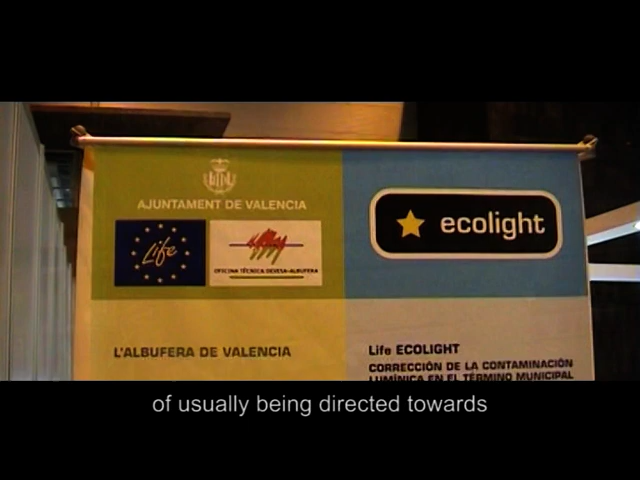 AJUNTAMENT DE VALENCIA
Life
OFICINA TÈCNICA DEVESA-ALBUFERA
ecolight
L'ALBUFERA DE VALENCIA
Life ECOLIGHT
CORRECCIÓN DE LA CONTAMINACIÓN
LUMÍNICA EN EL TÉRMINO MUNICIPAL
of usually being directed towards